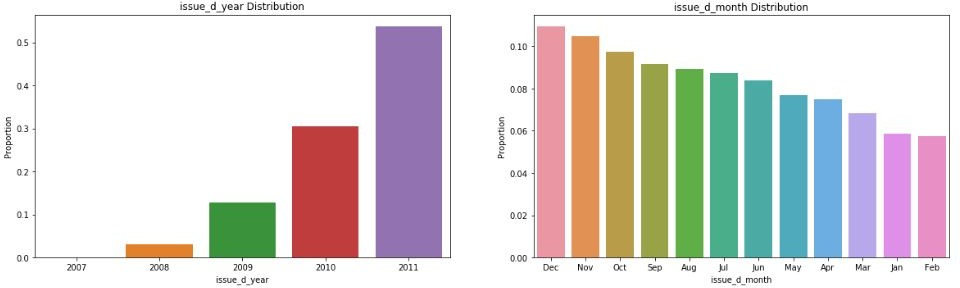 issue_d_year Distribution
Proportion
0.5
0.4
0.3
0.2
0.1
0.0
2007 2008 2009 2010 2011
issue_d_year
issue_d_month Distribution
Proportion
0.10
0.08
0.06
0.04
0.02
0.00
Dec Nov Oct Sep Aug Jul Jun May Apr Mar Jan Feb
issue_d_month